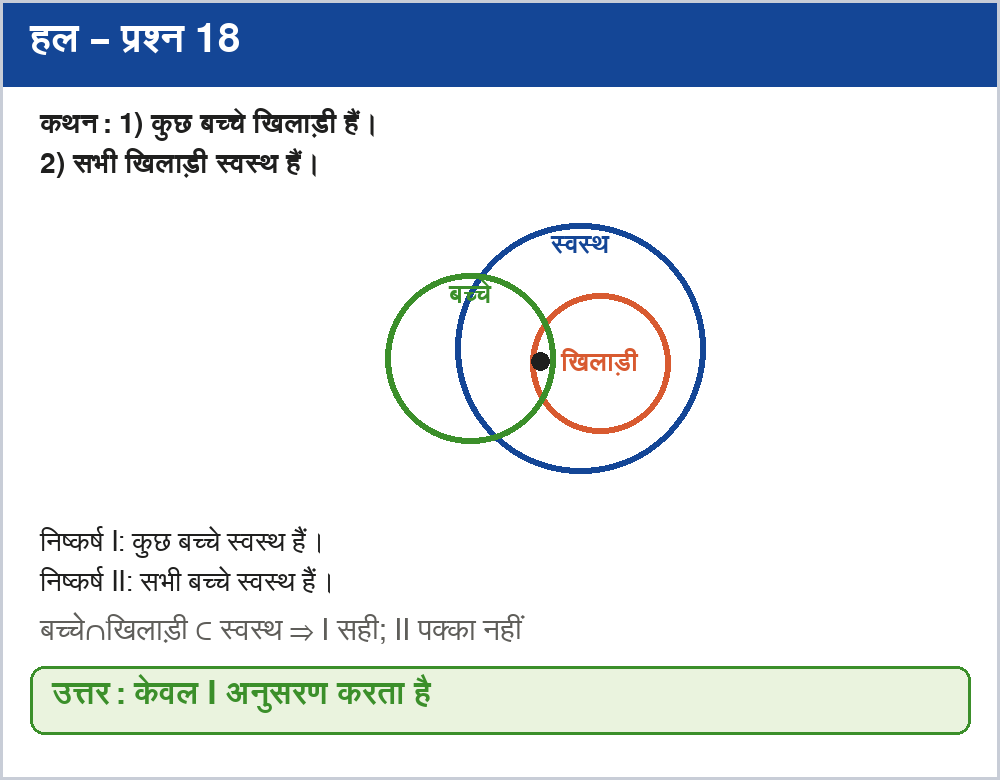 हल – प्रश्न 18
कथन: 1) कुछ बच्चे खिलाड़ी हैं।
2) सभी खिलाड़ी स्वस्थ हैं।
स्वस्थ
बच्चे
खिलाड़ी
निष्कर्ष I: कुछ बच्चे स्वस्थ हैं।
निष्कर्ष II: सभी बच्चे स्वस्थ हैं।
बच्चे∩खिलाड़ी ⊂ स्वस्थ ⇒ I सही; II पक्का नहीं
उत्तर: केवल I अनुसरण करता है